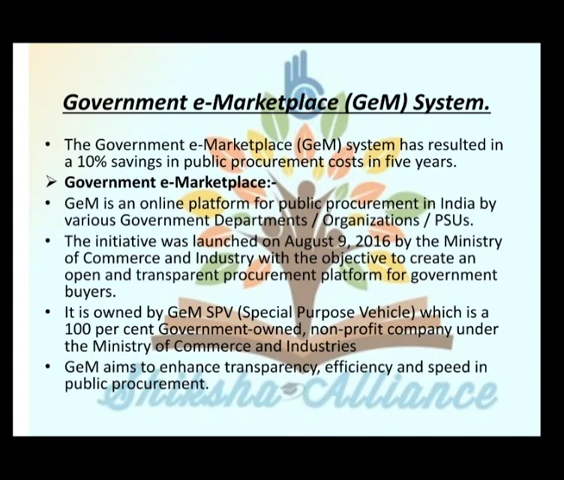 Government e-Marketplace (GeM) System.
• The Government e-Marketplace (GeM) system has resulted in
a 10% savings in public procurement costs in five years.
➢ Government e-Marketplace:-
• GeM is an online platform for public procurement in India by
various Government Departments / Organizations / PSUs.
• The initiative was launched on August 9, 2016 by the Ministry
of Commerce and Industry with the objective to create an
open and transparent procurement platform for government
buyers.
• It is owned by GeM SPV (Special Purpose Vehicle) which is a
100 per cent Government-owned, non-profit company under
the Ministry of Commerce and Industries
• GeM aims to enhance transparency, efficiency and speed in
public procurement.
Shiksha Alliance